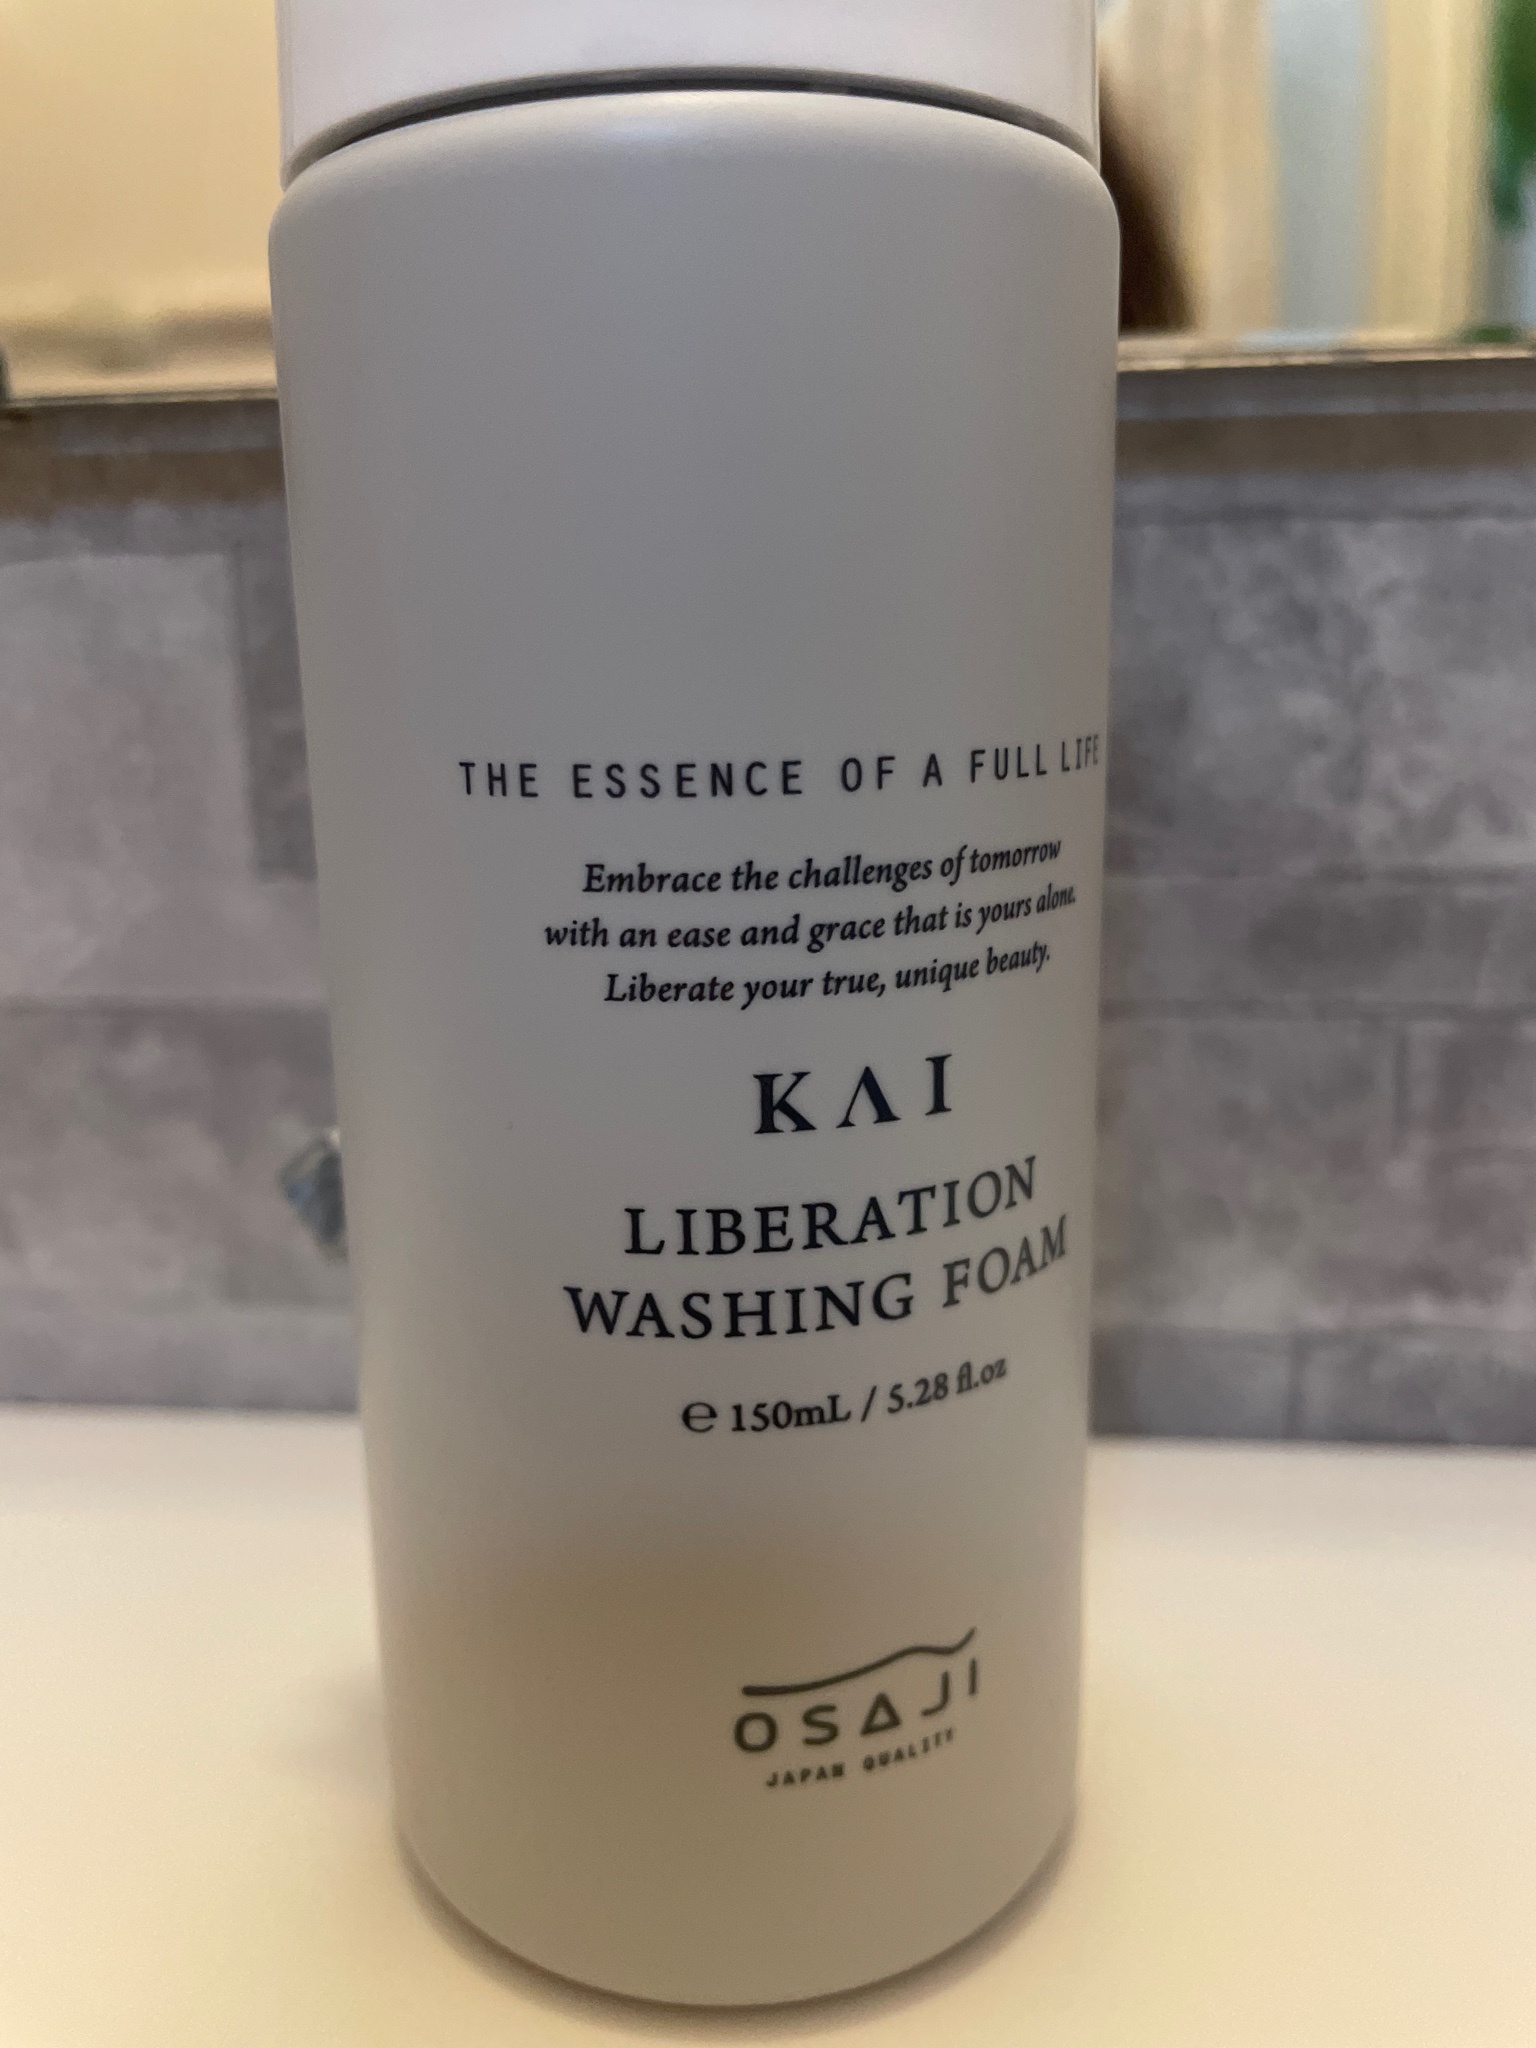 THE ESSENCE OF A FULL LIFE
Embrace the challenges of tomorrow
with an ease and grace that is yours alone.
Liberate your true, unique beauty.
KΛI
LIBERATION
WASHING FOAM
℮ 150mL / 5.28 fl.oz
OSAJI
JAPAN QUALITY